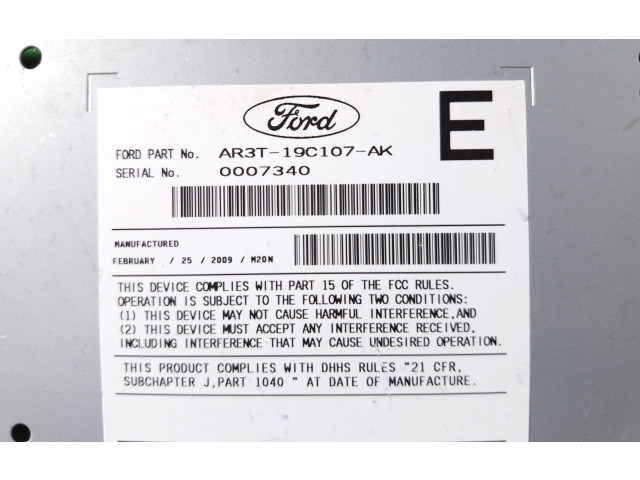 Ford
E
FORD PART No. AR3T-19C107-AK
SERIAL No. 0007340
MANUFACTURED
FEBRUARY / 25 / 2009 / M20N
THIS DEVICE COMPLIES WITH PART 15 OF THE FCC RULES.
OPERATION IS SUBJECT TO THE FOLLOWING TWO CONDITIONS:
(1) THIS DEVICE MAY NOT CAUSE HARMFUL INTERFERENCE,AND
(2) THIS DEVICE MUST ACCEPT ANY INTERFERENCE RECEIVED,
INCLUDING INTERFERENCE THAT MAY CAUSE UNDESIRED OPERATION.
THIS PRODUCT COMPLIES WITH DHHS RULES "21 CFR,
SUBCHAPTER J,PART 1040 " AT DATE OF MANUFACTURE.